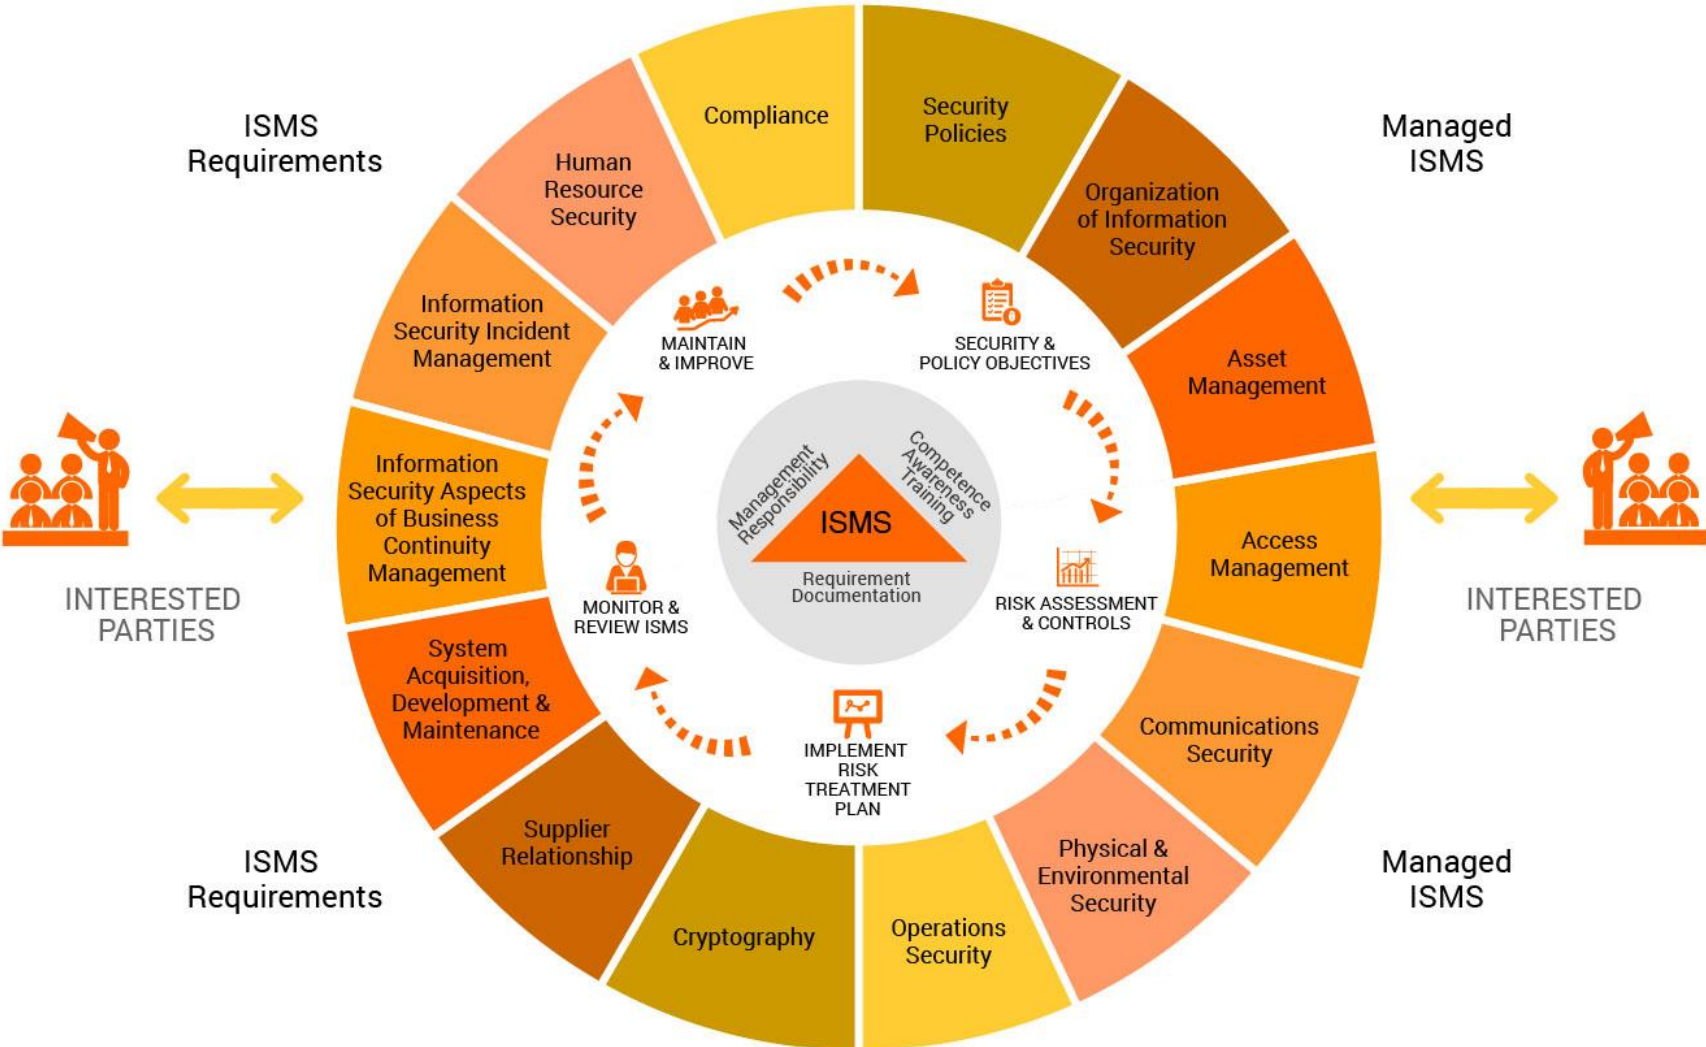 ISMS
Requirements
Managed
ISMS
Compliance
Security
Policies
Organization
of Information
Security
Asset
Management
Access
Management
Communications
Security
Physical &
Environmental
Security
Operations
Security
Cryptography
Supplier
Relationship
System
Acquisition,
Development &
Maintenance
Information
Security Aspects
of Business
Continuity
Management
Information
Security Incident
Management
Human
Resource
Security
MAINTAIN
& IMPROVE
SECURITY &
POLICY OBJECTIVES
RISK ASSESSMENT
& CONTROLS
IMPLEMENT
RISK
TREATMENT
PLAN
MONITOR &
REVIEW ISMS
Management
Responsibility
Competence
Awareness
Training
ISMS
Requirement
Documentation
INTERESTED
PARTIES
INTERESTED
PARTIES
ISMS
Requirements
Managed
ISMS